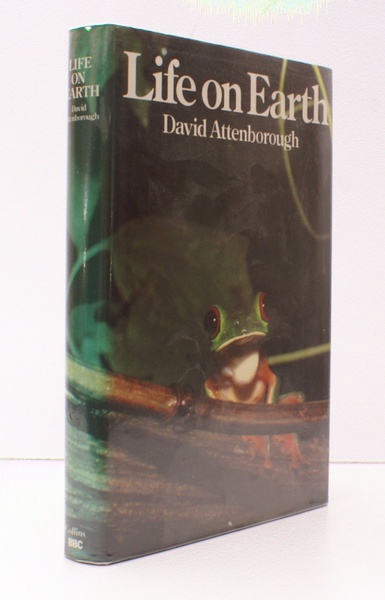 Life on Earth
David Attenborough
LIFE
ON
EARTH
David
Attenborough
Collins
BBC